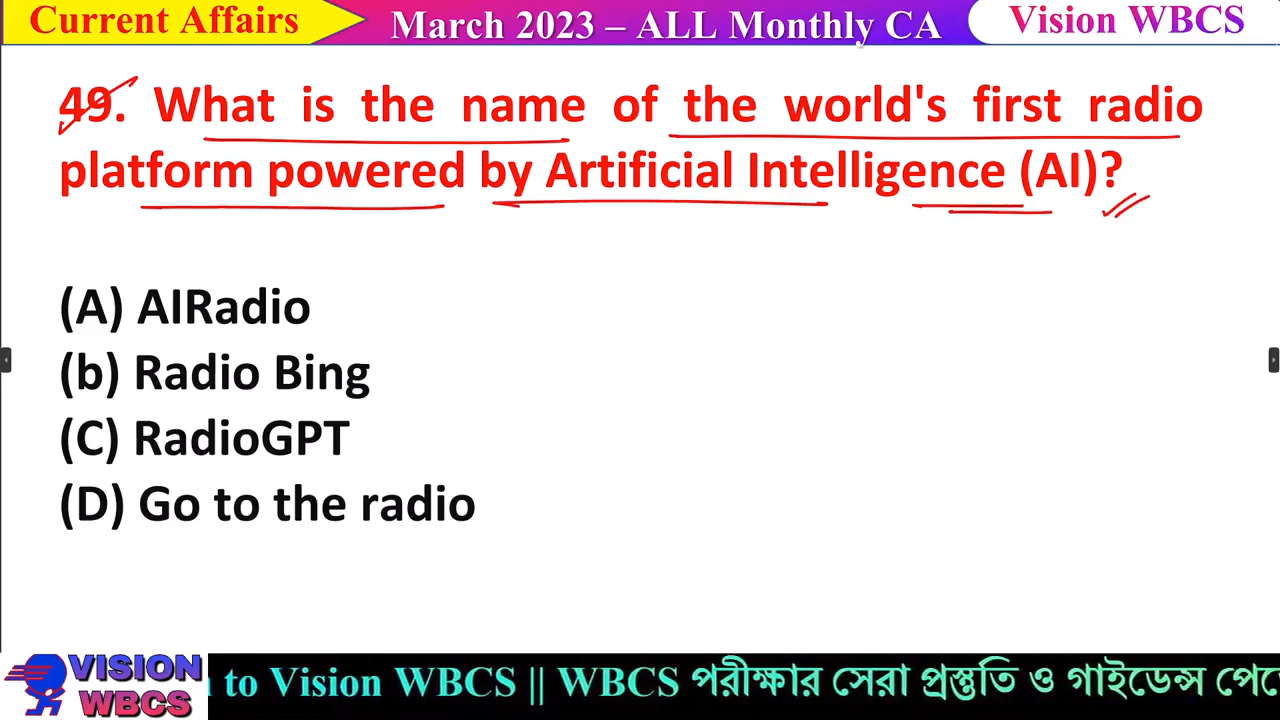 Current Affairs
March 2023 – ALL Monthly CA
Vision WBCS
49. What is the name of the world's first radio
platform powered by Artificial Intelligence (AI)?
(A) AIRadio
(b) Radio Bing
(C) RadioGPT
(D) Go to the radio
VISION
WBCS
to Vision WBCS || WBCS পরীক্ষার সেরা প্রস্তুতি ও গাইডেন্স